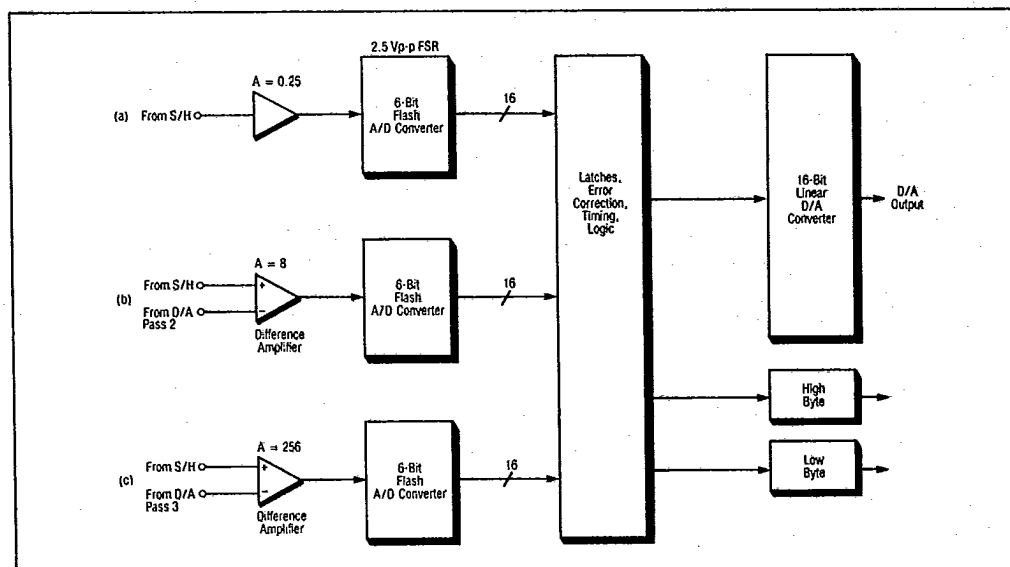 2.5 Vp-p FSR
A = 0.25
(a) From S/H
6-Bit
Flash
A/D Converter
16
Latches,
Error
Correction,
Timing,
Logic
16-Bit
Linear
D/A
Converter
D/A
Output
A = 8
(b)
From S/H
+
From D/A
Pass 2
−
Difference
Amplifier
6-Bit
Flash
A/D Converter
16
High
Byte
A = 256
(c)
From S/H
+
From D/A
Pass 3
−
Difference
Amplifier
6-Bit
Flash
A/D Converter
16
Low
Byte